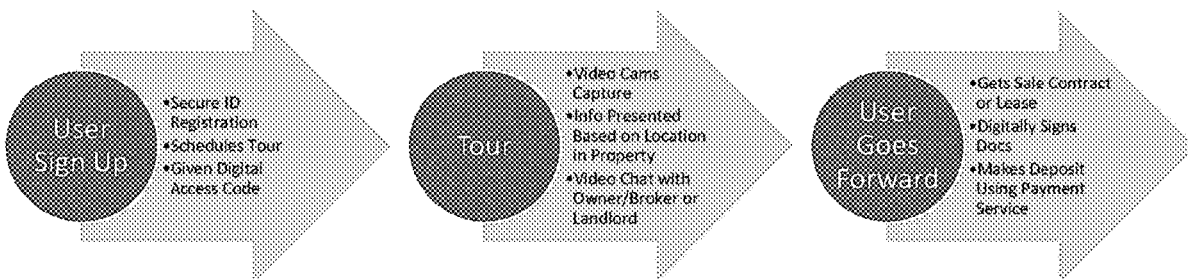 User
Sign Up
•Secure ID
Registration
•Schedules Tour
•Given Digital
Access Code
Tour
•Video Cams
Capture
•Info Presented
Based on Location
in Property
•Video Chat with
Owner/Broker or
Landlord
User
Goes
Forward
•Gets Sale Contract
or Lease
•Digitally Signs
Docs
•Makes Deposit
Using Payment
Service